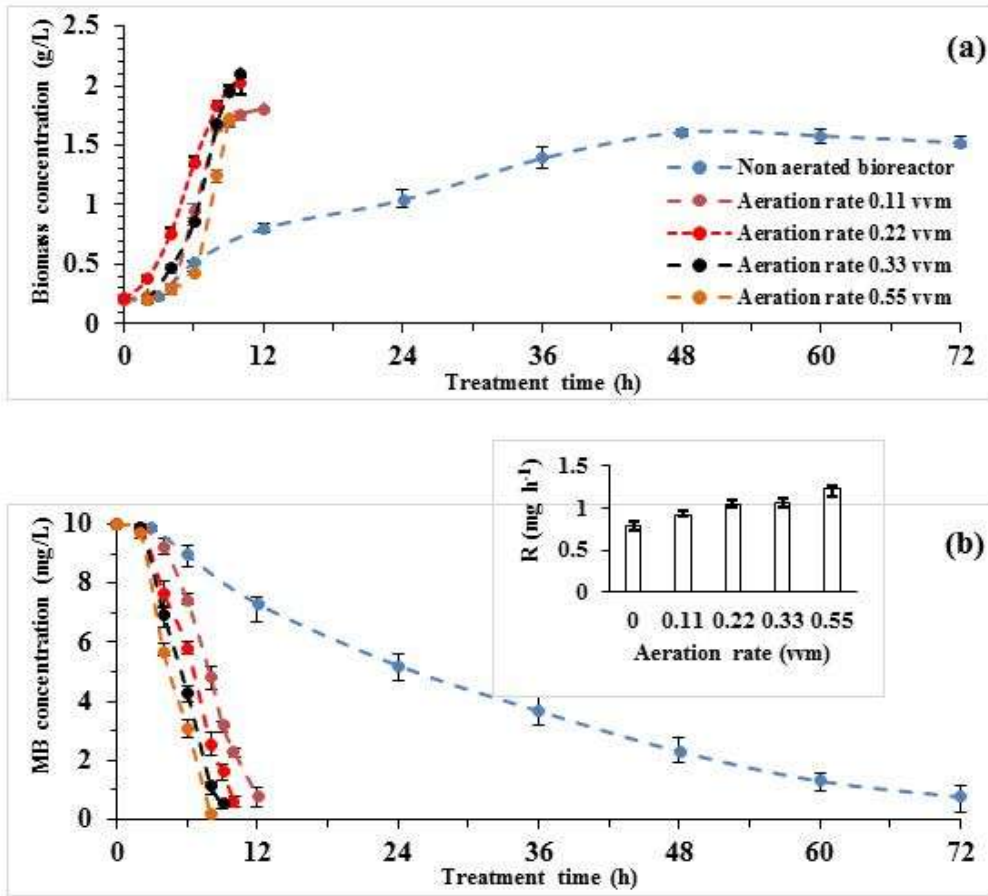 (a)
Biomass concentration (g/L)
2.5
2
1.5
1
0.5
0
Non aerated bioreactor
Aeration rate 0.11 vvm
Aeration rate 0.22 vvm
Aeration rate 0.33 vvm
Aeration rate 0.55 vvm
0 12 24 36 48 60 72
Treatment time (h)
(b)
MB concentration (mg/L)
10
8
6
4
2
0
R (mg h⁻¹)
1.5
1
0.5
0
0 0.11 0.22 0.33 0.55
Aeration rate (vvm)
0 12 24 36 48 60 72
Treatment time (h)